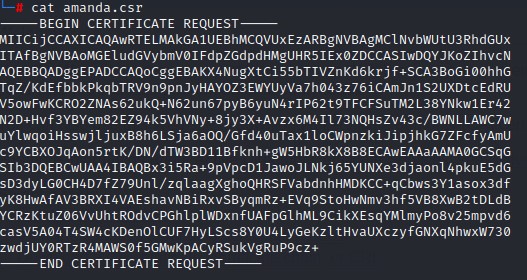 └─# cat amanda.csr
-----BEGIN CERTIFICATE REQUEST-----
MIICijCCAXICAQAwRTELMAkGA1UEBhMCQVUxEzARBgNVBAgMClNvbWUtU3RhdGUx
ITAfBgNVBAoMGEludGVybmV0IFdpZGdpdHMgUHR5IEx0ZDCCASIwDQYJKoZIhvcN
AQEBBQADggEPADCCAQoCggEBAKX4NugXtCi55bTIVZnKd6krjf+SCA3BoGi00hhG
TqZ/KdEfbbkPkqbTRV9n9pnJyHAYOZ3EWYUyVa7h043z76iCAmJn1S2UXDtcEdRU
V5owFwKCRO2ZNAs62ukQ+N62un67pyB6yuN4rIP62t9TFCFSuTM2L38YNkw1Er42
N2D+Hvf3YBYem82EZ94k5VhVNy+8jy3X+Avzx6M4Il73NQHsZv43c/BWNLLAWC7w
uYlwqoiHsswjljuxB8h6LSja6aOQ/Gfd40uTax1loCWpnzkiJipjhkG7ZFcfyAmU
c9YCBXOJqAon5rtK/DN/dTW3BD11Bfknh+gW5HbR8kX8B8ECAwEAAaAAMA0GCSqG
SIb3DQEBCwUAA4IBAQBx3i5Ra+9pVpcD1JawoJLNkj65YUNXe3djaonl4pkuE5dG
sD3dyLG0CH4D7fZ79Unl/zqlaagXghoQHRSFVabdnhHMDKCC+qCbws3Y1asox3df
yK8HwAfAV3BRXI4VAEshavNBiRxvSByqmRz+EVq9StoHwNmv3hf5VB8XwB2tDLdB
YCRzKtuZ06VvUhtROdvCPGhlplWDxnfUAFpGlhML9CikXEsqYMlmyPo8v25mpvd6
casV5A04T4SW4cKDenOlCUF7HyLScs8Y0U4LyGeKzltHvaUXczyfGNXqNhwxW730
zwdjUY0RTzR4MAWS0f5GMwKpACyRSukVgRuP9cz+
-----END CERTIFICATE REQUEST-----